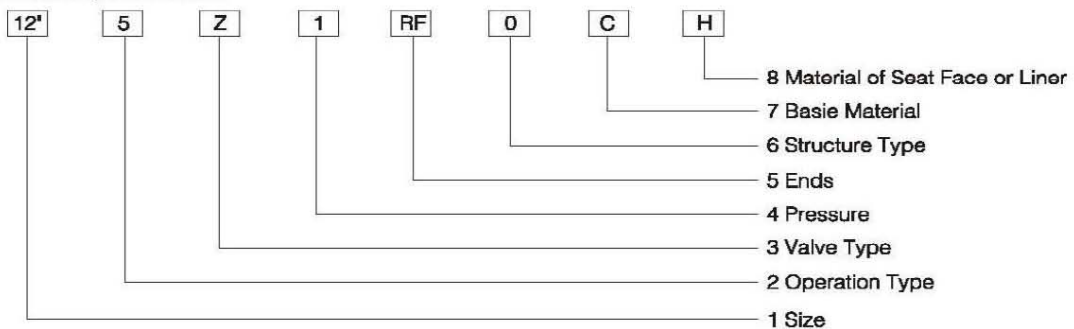 12" 5 Z 1 RF 0 C H
8 Material of Seat Face or Liner
7 Basie Material
6 Structure Type
5 Ends
4 Pressure
3 Valve Type
2 Operation Type
1 Size